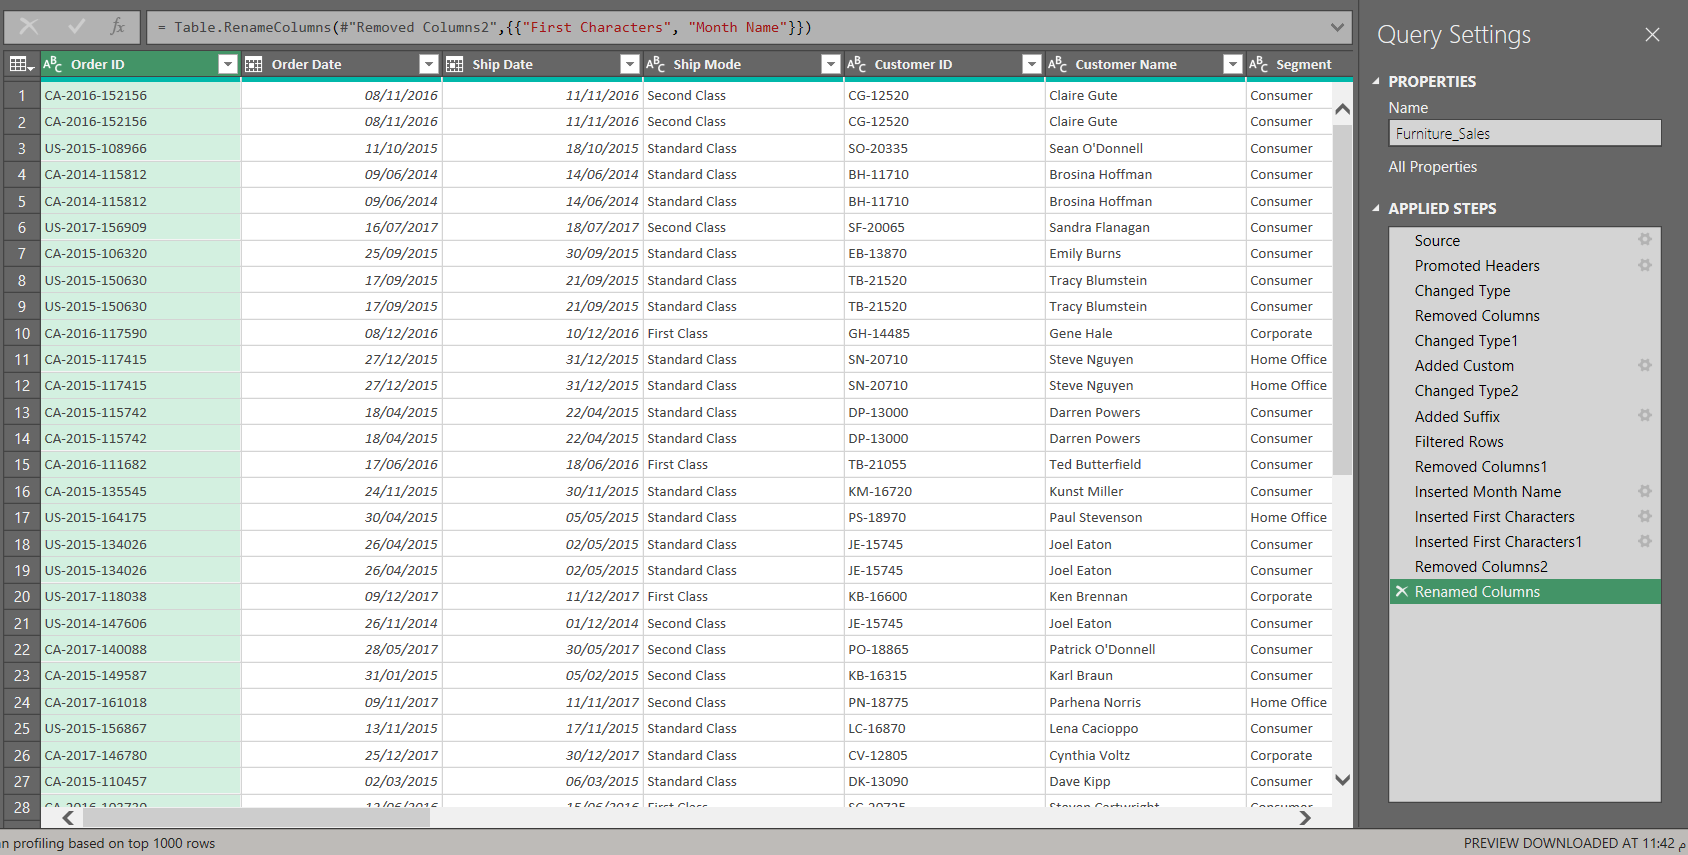 fx = Table.RenameColumns(#"Removed Columns2",{{"First Characters", "Month Name"}})
ABC Order ID Order Date Ship Date ABC Ship Mode ABC Customer ID ABC Customer Name ABC Segment
1 CA-2016-152156 08/11/2016 11/11/2016 Second Class CG-12520 Claire Gute Consumer
2 CA-2016-152156 08/11/2016 11/11/2016 Second Class CG-12520 Claire Gute Consumer
3 US-2015-108966 11/10/2015 18/10/2015 Standard Class SO-20335 Sean O'Donnell Consumer
4 CA-2014-115812 09/06/2014 14/06/2014 Standard Class BH-11710 Brosina Hoffman Consumer
5 CA-2014-115812 09/06/2014 14/06/2014 Standard Class BH-11710 Brosina Hoffman Consumer
6 US-2017-156909 16/07/2017 18/07/2017 Second Class SF-20065 Sandra Flanagan Consumer
7 CA-2015-106320 25/09/2015 30/09/2015 Standard Class EB-13870 Emily Burns Consumer
8 US-2015-150630 17/09/2015 21/09/2015 Standard Class TB-21520 Tracy Blumstein Consumer
9 US-2015-150630 17/09/2015 21/09/2015 Standard Class TB-21520 Tracy Blumstein Consumer
10 CA-2016-117590 08/12/2016 10/12/2016 First Class GH-14485 Gene Hale Corporate
11 CA-2015-117415 27/12/2015 31/12/2015 Standard Class SN-20710 Steve Nguyen Home Office
12 CA-2015-117415 27/12/2015 31/12/2015 Standard Class SN-20710 Steve Nguyen Home Office
13 CA-2015-115742 18/04/2015 22/04/2015 Standard Class DP-13000 Darren Powers Consumer
14 CA-2015-115742 18/04/2015 22/04/2015 Standard Class DP-13000 Darren Powers Consumer
15 CA-2016-111682 17/06/2016 18/06/2016 First Class TB-21055 Ted Butterfield Consumer
16 CA-2015-135545 24/11/2015 30/11/2015 Standard Class KM-16720 Kunst Miller Consumer
17 US-2015-164175 30/04/2015 05/05/2015 Standard Class PS-18970 Paul Stevenson Home Office
18 US-2015-134026 26/04/2015 02/05/2015 Standard Class JE-15745 Joel Eaton Consumer
19 US-2015-134026 26/04/2015 02/05/2015 Standard Class JE-15745 Joel Eaton Consumer
20 US-2017-118038 09/12/2017 11/12/2017 First Class KB-16600 Ken Brennan Corporate
21 US-2014-147606 26/11/2014 01/12/2014 Second Class JE-15745 Joel Eaton Consumer
22 CA-2017-140088 28/05/2017 30/05/2017 Second Class PO-18865 Patrick O'Donnell Consumer
23 CA-2015-149587 31/01/2015 05/02/2015 Second Class KB-16315 Karl Braun Consumer
24 CA-2017-161018 09/11/2017 11/11/2017 Second Class PN-18775 Parhena Norris Home Office
25 US-2015-156867 13/11/2015 17/11/2015 Standard Class LC-16870 Lena Cacioppo Consumer
26 CA-2017-146780 25/12/2017 30/12/2017 Standard Class CV-12805 Cynthia Voltz Corporate
27 CA-2015-110457 02/03/2015 06/03/2015 Standard Class DK-13090 Dave Kipp Consumer
28
n profiling based on top 1000 rows
Query Settings
PROPERTIES
Name
Furniture_Sales
All Properties
APPLIED STEPS
Source
Promoted Headers
Changed Type
Removed Columns
Changed Type1
Added Custom
Changed Type2
Added Suffix
Filtered Rows
Removed Columns1
Inserted Month Name
Inserted First Characters
Inserted First Characters1
Removed Columns2
Renamed Columns
PREVIEW DOWNLOADED AT 11:42 م